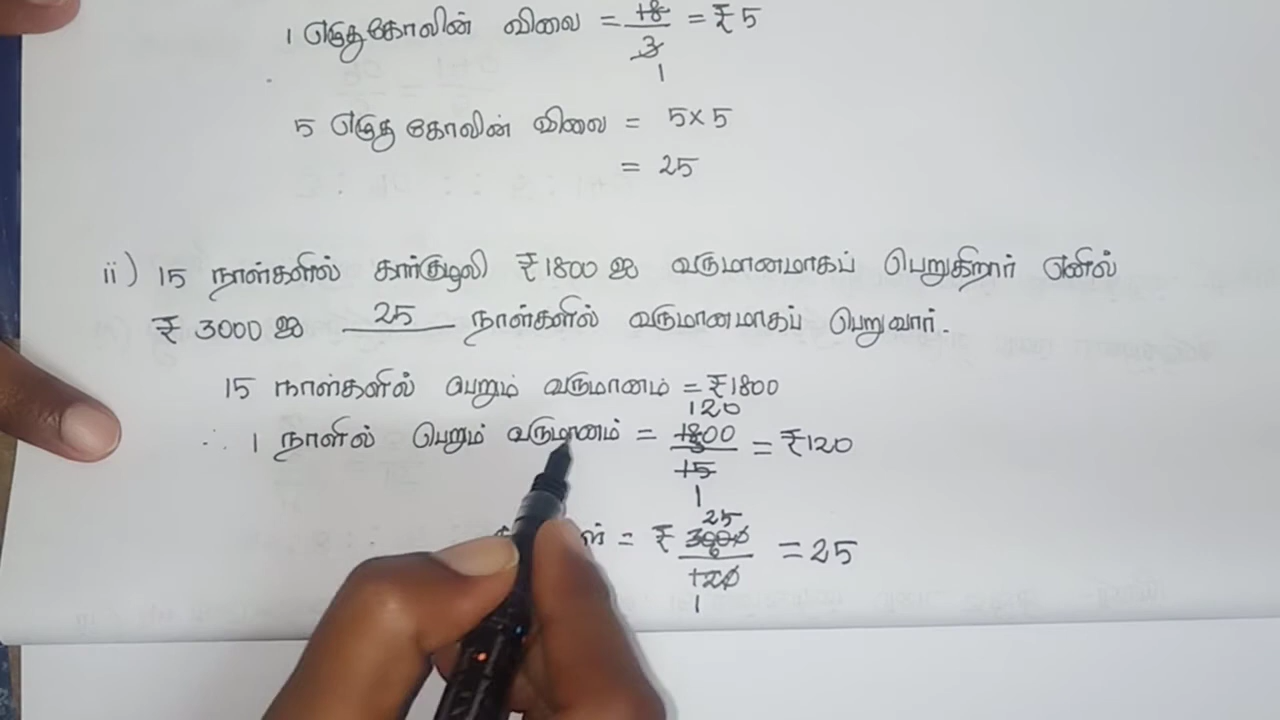 1 எழுதுகோலின் விலை = 18/3 1 = ₹5
5 எழுது கோலின் விலை = 5×5
= 25
ii) 15 நாள்களில் கார்குழலி ₹1800 ஐ வருமானமாகப் பெறுகிறார் எனில்
₹ 3000 ஐ 25 நாள்களில் வருமானமாகப் பெறுவார்.
15 நாள்களில் பெறும் வருமானம் = ₹1800
∴ 1 நாளில் பெறும் வருமானம் = 120 1800/15 1 = ₹120
= ₹ 25 3000/120 1 = 25